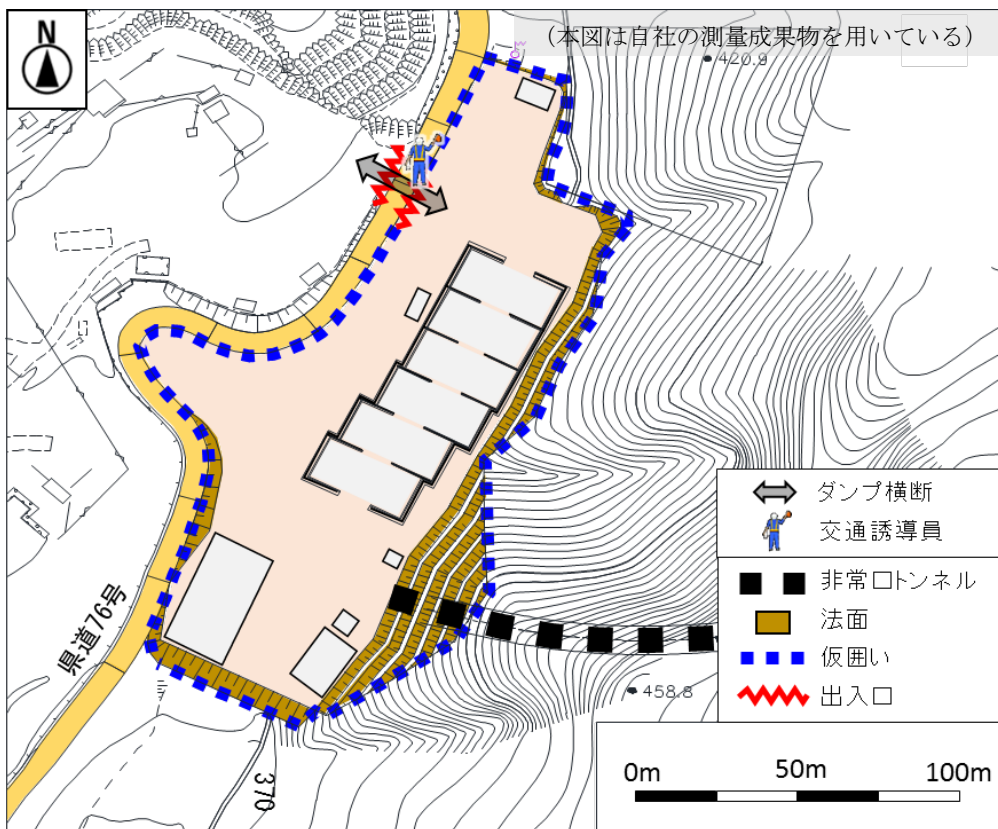 N
（本図は自社の測量成果物を用いている）
420.9
県道76号
ダンプ横断
交通誘導員
非常口トンネル
法面
仮囲い
出入口
458.8
370
0m 50m 100m